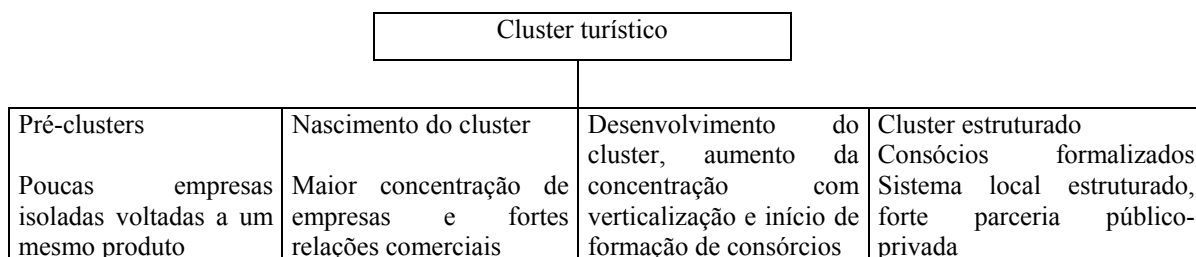 Cluster turístico
Pré-clusters
Poucas empresas
isoladas voltadas a um
mesmo produto
Nascimento do cluster
Maior concentração de
empresas e fortes
relações comerciais
Desenvolvimento do
cluster, aumento da
concentração com
verticalização e início de
formação de consórcios
Cluster estruturado
Consócios formalizados
Sistema local estruturado,
forte parceria público-
privada